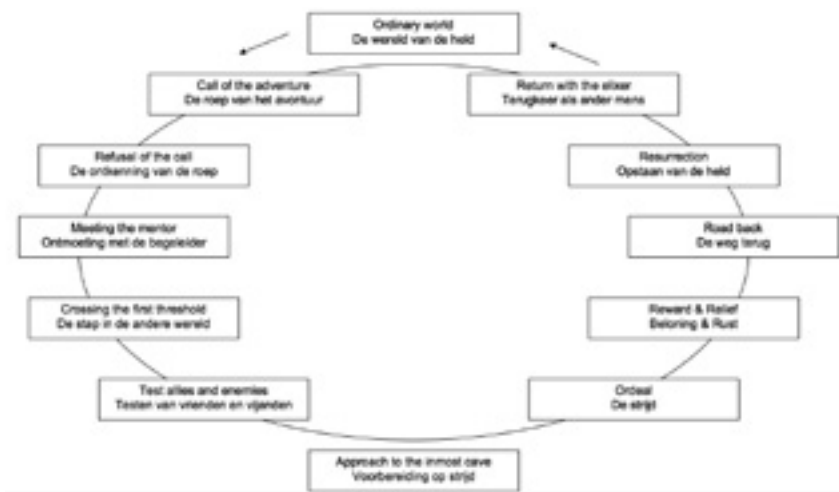 Ordinary world
De wereld van de held
Call of the adventure
De roep van het avontuur
Refusal of the call
De ontkenning van de roep
Meeting the mentor
Ontmoeting met de begeleider
Crossing the first threshold
De stap in de andere wereld
Test allies and enemies
Testen van vrienden en vijanden
Approach to the inmost cave
Voorbereiding op strijd
Ordeal
De strijd
Reward & Relief
Beloning & Rust
Road back
De weg terug
Resurrection
Opstaan van de held
Return with the elixer
Terugkeer als ander mens